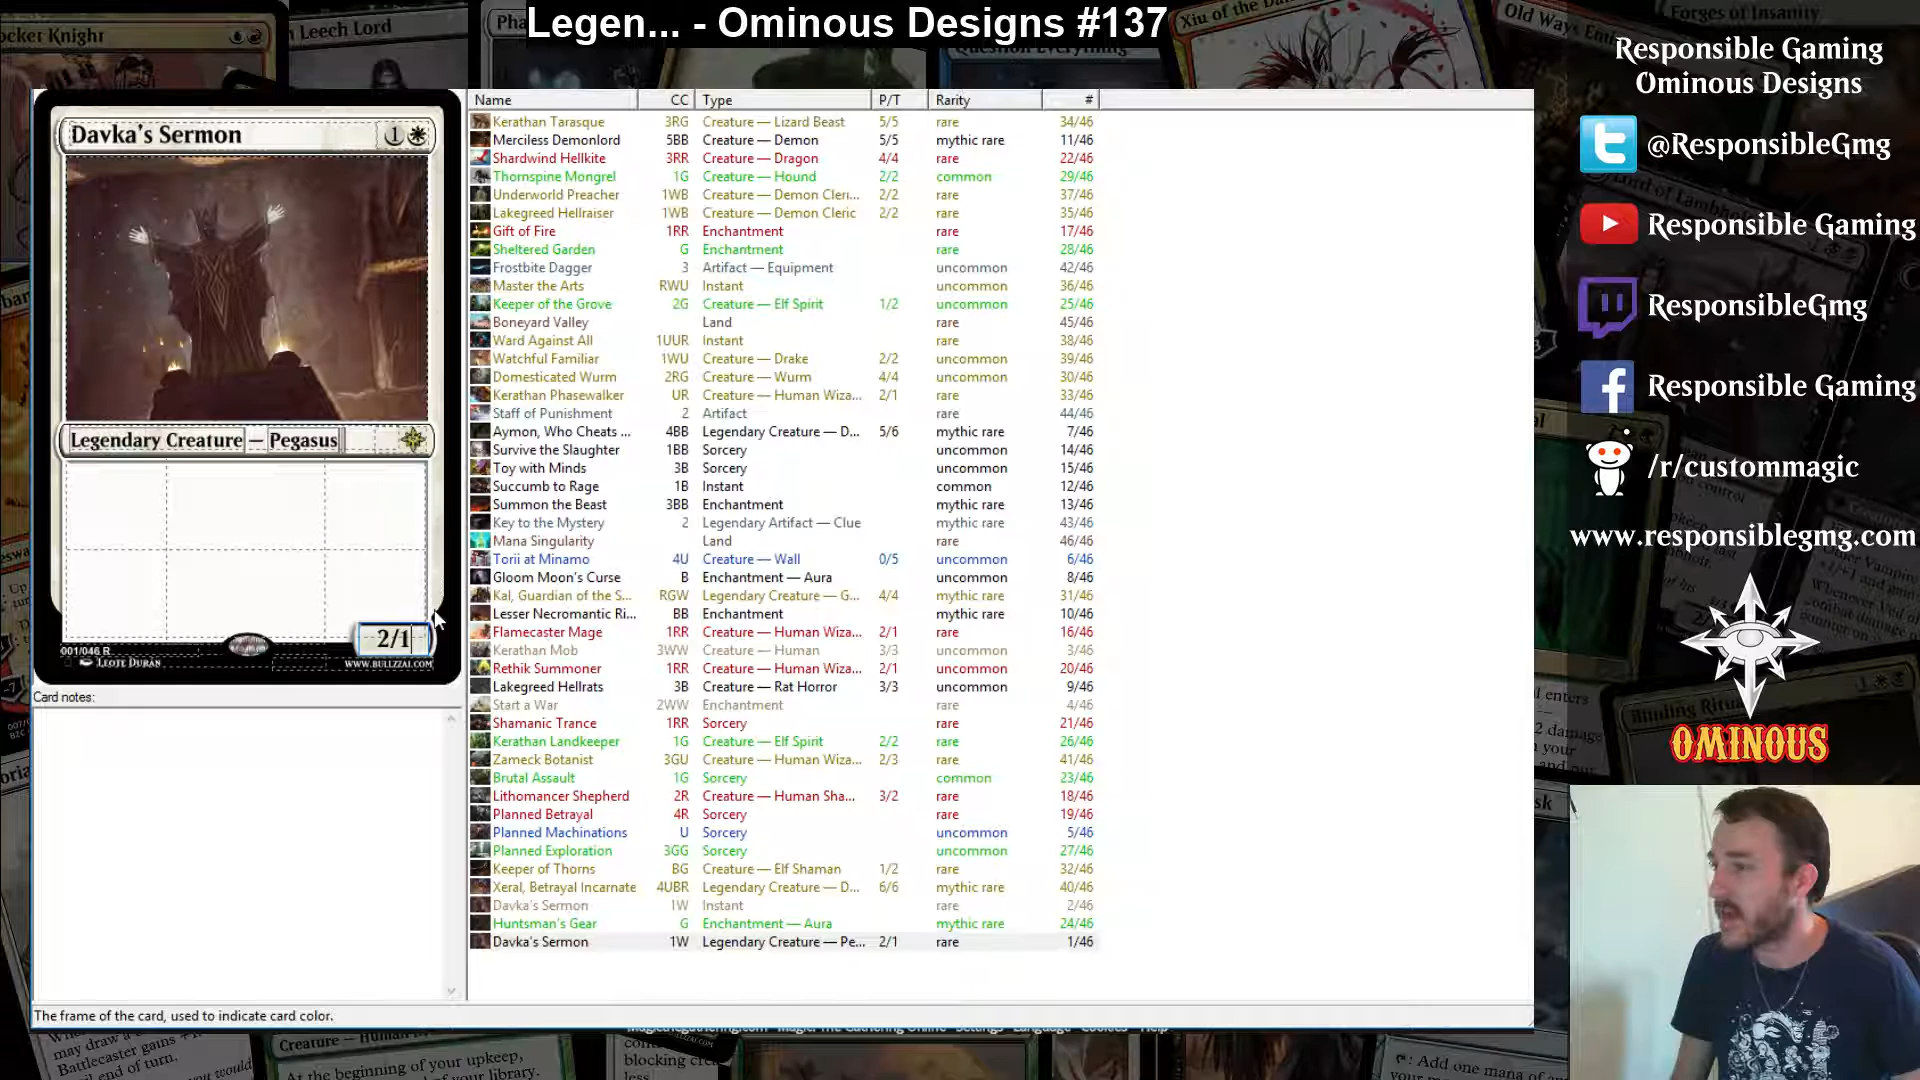 Legen... - Ominous Designs #137
Responsible Gaming
Ominous Designs
@ResponsibleGmg
Responsible Gaming
ResponsibleGmg
Responsible Gaming
/r/custommagic
www.responsiblegmg.com
OMINOUS
Davka's Sermon 1
Legendary Creature — Pegasus
2/1
001/046 R
Leote Duran
www.bullzzai.com
Card notes:
The frame of the card, used to indicate card color.
Name CC Type P/T Rarity #
Kerathan Tarasque 3RG Creature — Lizard Beast 5/5 rare 34/46
Merciless Demonlord 5BB Creature — Demon 5/5 mythic rare 11/46
Shardwind Hellkite 3RR Creature — Dragon 4/4 rare 22/46
Thornspine Mongrel 1G Creature — Hound 2/2 common 29/46
Underworld Preacher 1WB Creature — Demon Cleri... 2/2 rare 37/46
Lakegreed Hellraiser 1WB Creature — Demon Cleric 2/2 rare 35/46
Gift of Fire 1RR Enchantment rare 17/46
Sheltered Garden G Enchantment rare 28/46
Frostbite Dagger 3 Artifact — Equipment uncommon 42/46
Master the Arts RWU Instant uncommon 36/46
Keeper of the Grove 2G Creature — Elf Spirit 1/2 uncommon 25/46
Boneyard Valley Land rare 45/46
Ward Against All 1UUR Instant rare 38/46
Watchful Familiar 1WU Creature — Drake 2/2 uncommon 39/46
Domesticated Wurm 2RG Creature — Wurm 4/4 uncommon 30/46
Kerathan Phasewalker UR Creature — Human Wiza... 2/1 rare 33/46
Staff of Punishment 2 Artifact rare 44/46
Aymon, Who Cheats ... 4BB Legendary Creature — D... 5/6 mythic rare 7/46
Survive the Slaughter 1BB Sorcery uncommon 14/46
Toy with Minds 3B Sorcery uncommon 15/46
Succumb to Rage 1B Instant common 12/46
Summon the Beast 3BB Enchantment mythic rare 13/46
Key to the Mystery 2 Legendary Artifact — Clue mythic rare 43/46
Mana Singularity Land rare 46/46
Torii at Minamo 4U Creature — Wall 0/5 uncommon 6/46
Gloom Moon's Curse B Enchantment — Aura uncommon 8/46
Kal, Guardian of the S... RGW Legendary Creature — G... 4/4 mythic rare 31/46
Lesser Necromantic Ri... BB Enchantment mythic rare 10/46
Flamecaster Mage 1RR Creature — Human Wiza... 2/1 rare 16/46
Kerathan Mob 3WW Creature — Human 3/3 uncommon 3/46
Rethik Summoner 1RR Creature — Human Wiza... 2/1 uncommon 20/46
Lakegreed Hellrats 3B Creature — Rat Horror 3/3 uncommon 9/46
Start a War 2WW Enchantment rare 4/46
Shamanic Trance 1RR Sorcery rare 21/46
Kerathan Landkeeper 1G Creature — Elf Spirit 2/2 rare 26/46
Zameck Botanist 3GU Creature — Human Wiza... 2/3 rare 41/46
Brutal Assault 1G Sorcery common 23/46
Lithomancer Shepherd 2R Creature — Human Sha... 3/2 rare 18/46
Planned Betrayal 4R Sorcery rare 19/46
Planned Machinations U Sorcery uncommon 5/46
Planned Exploration 3GG Sorcery uncommon 27/46
Keeper of Thorns BG Creature — Elf Shaman 1/2 rare 32/46
Xeral, Betrayal Incarnate 4UBR Legendary Creature — D... 6/6 mythic rare 40/46
Davka's Sermon 1W Instant rare 2/46
Huntsman's Gear G Enchantment — Aura mythic rare 24/46
Davka's Sermon 1W Legendary Creature — Pe... 2/1 rare 1/46